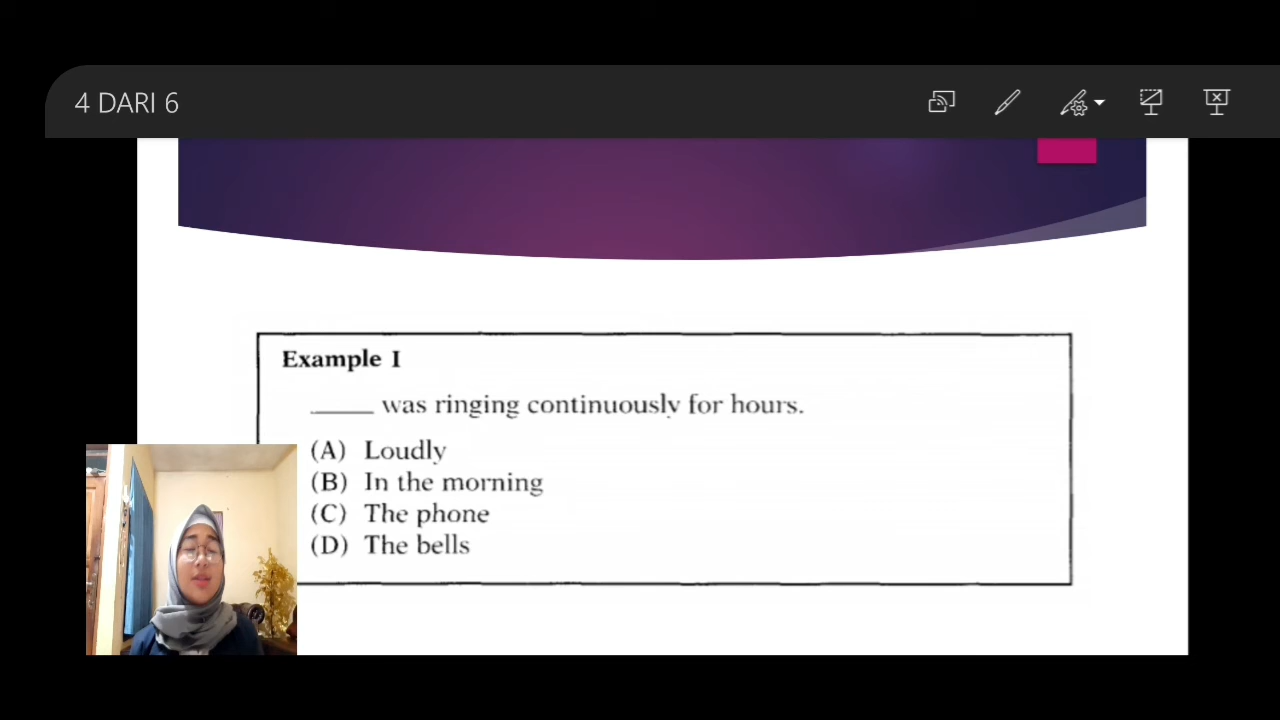 4 DARI 6
Example I
_____ was ringing continuously for hours.
(A) Loudly
(B) In the morning
(C) The phone
(D) The bells